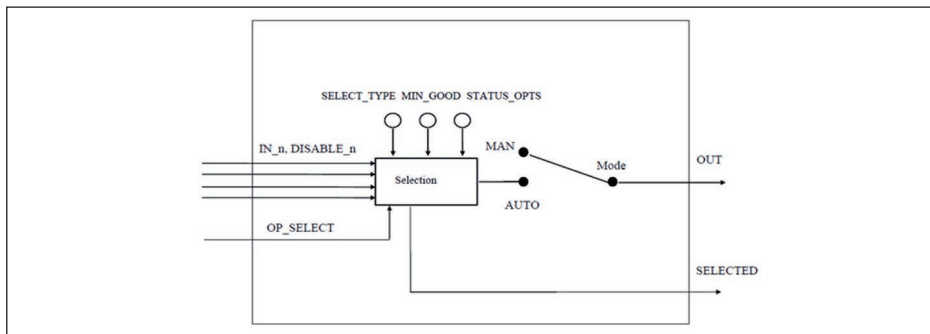 SELECT_TYPE MIN_GOOD STATUS_OPTS
IN_n, DISABLE_n
MAN
Mode
OUT
Selection
AUTO
OP_SELECT
SELECTED